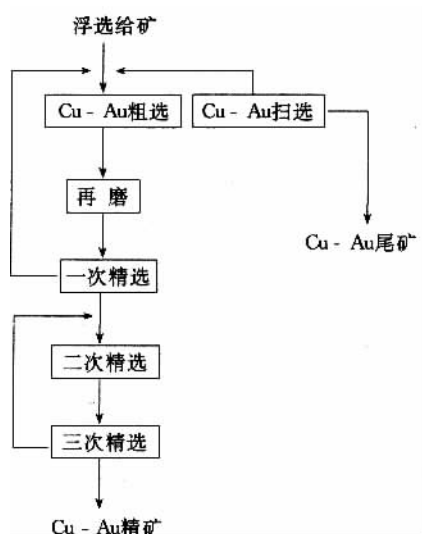 浮选给矿
Cu - Au粗选
Cu - Au扫选
再 磨
Cu - Au尾矿
一次精选
二次精选
三次精选
Cu - Au精矿